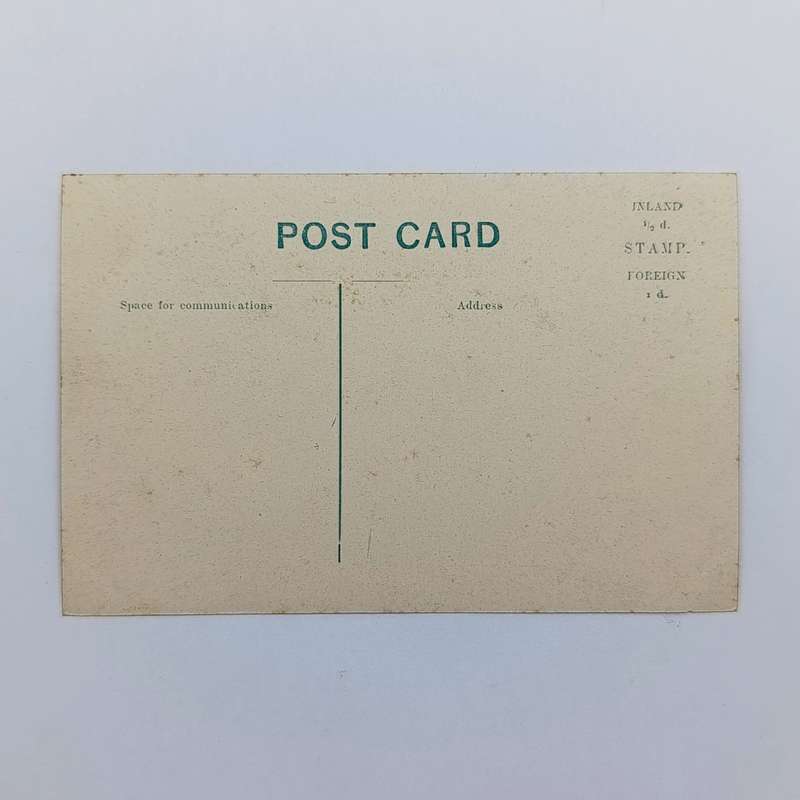 POST CARD
INLAND
½ d.
STAMP.
FOREIGN
1 d.
Space for communications
Address